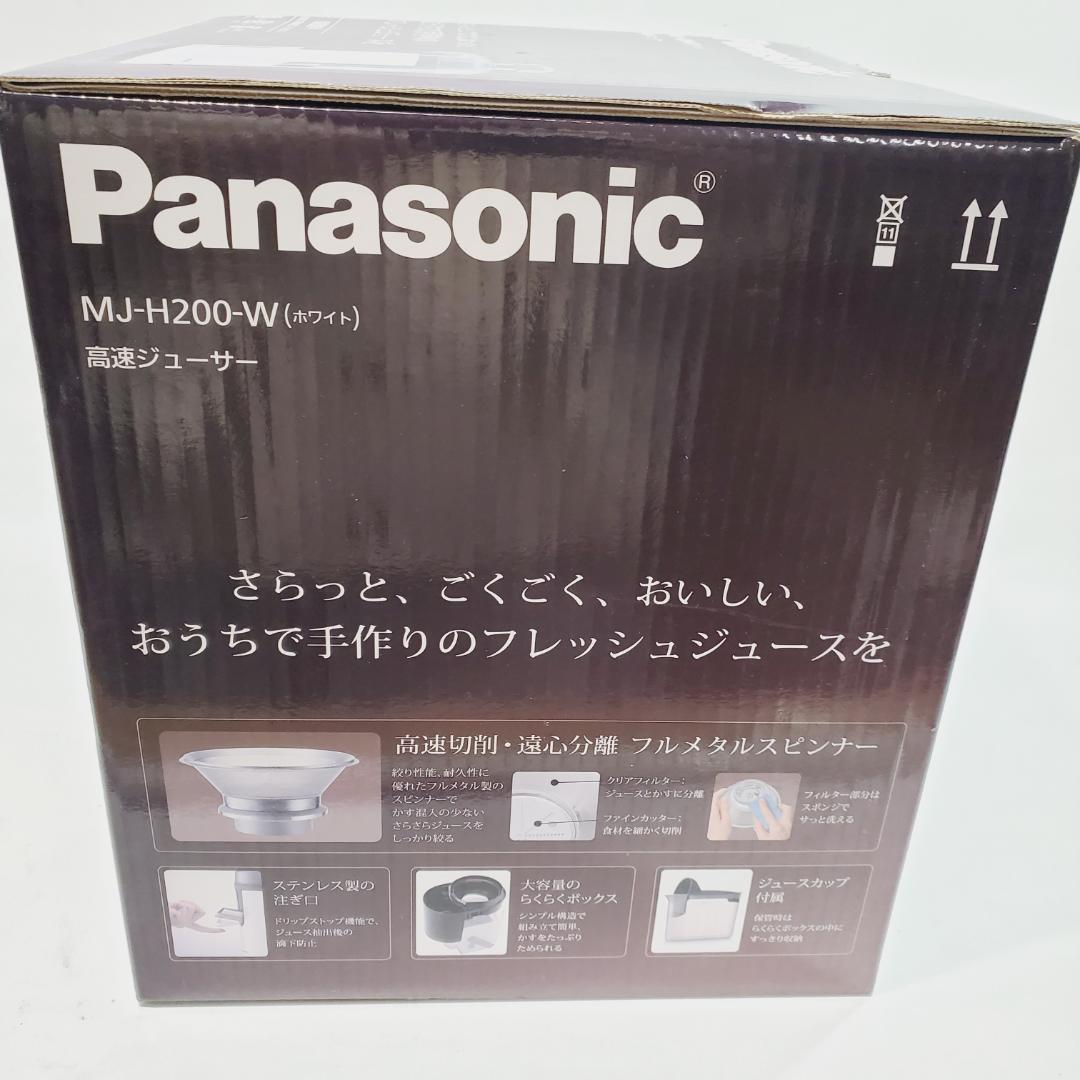 Panasonic
Panasonic®
11
MJ-H200-W(ホワイト)
高速ジューサー
さらっと、ごくごく、おいしい、
おうちで手作りのフレッシュジュースを
高速切削・遠心分離 フルメタルスピンナー
絞り性能、耐久性に
優れたフルメタル製の
スピンナーで
かす混入の少ない
さらさらジュースを
しっかり絞る
クリアフィルター:
ジュースとかすに分離
ファインカッター:
食材を細かく切削
フィルター部分は
スポンジで
サッと洗える
ステンレス製の
注ぎ口
ドリップストップ機能で、
ジュース抽出後の
滴下防止
大容量の
らくらくボックス
シンプル構造で
組み立て簡単、
かすをたっぷり
ためられる
ジュースカップ
付属
保管時は
らくらくボックスの中に
すっきり収納